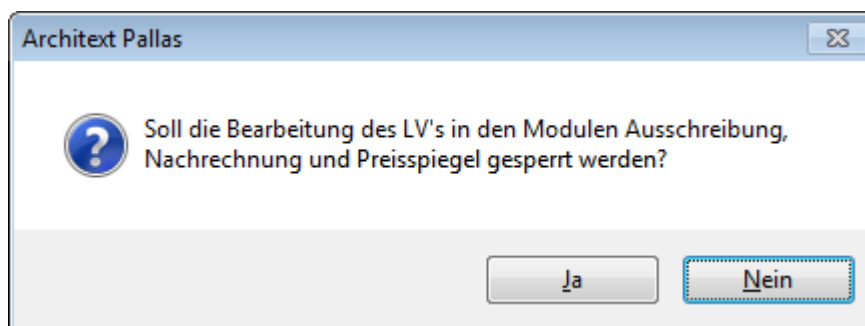 Architext Pallas
Soll die Bearbeitung des LV's in den Modulen Ausschreibung,
Nachrechnung und Preisspiegel gesperrt werden?
Ja
Nein